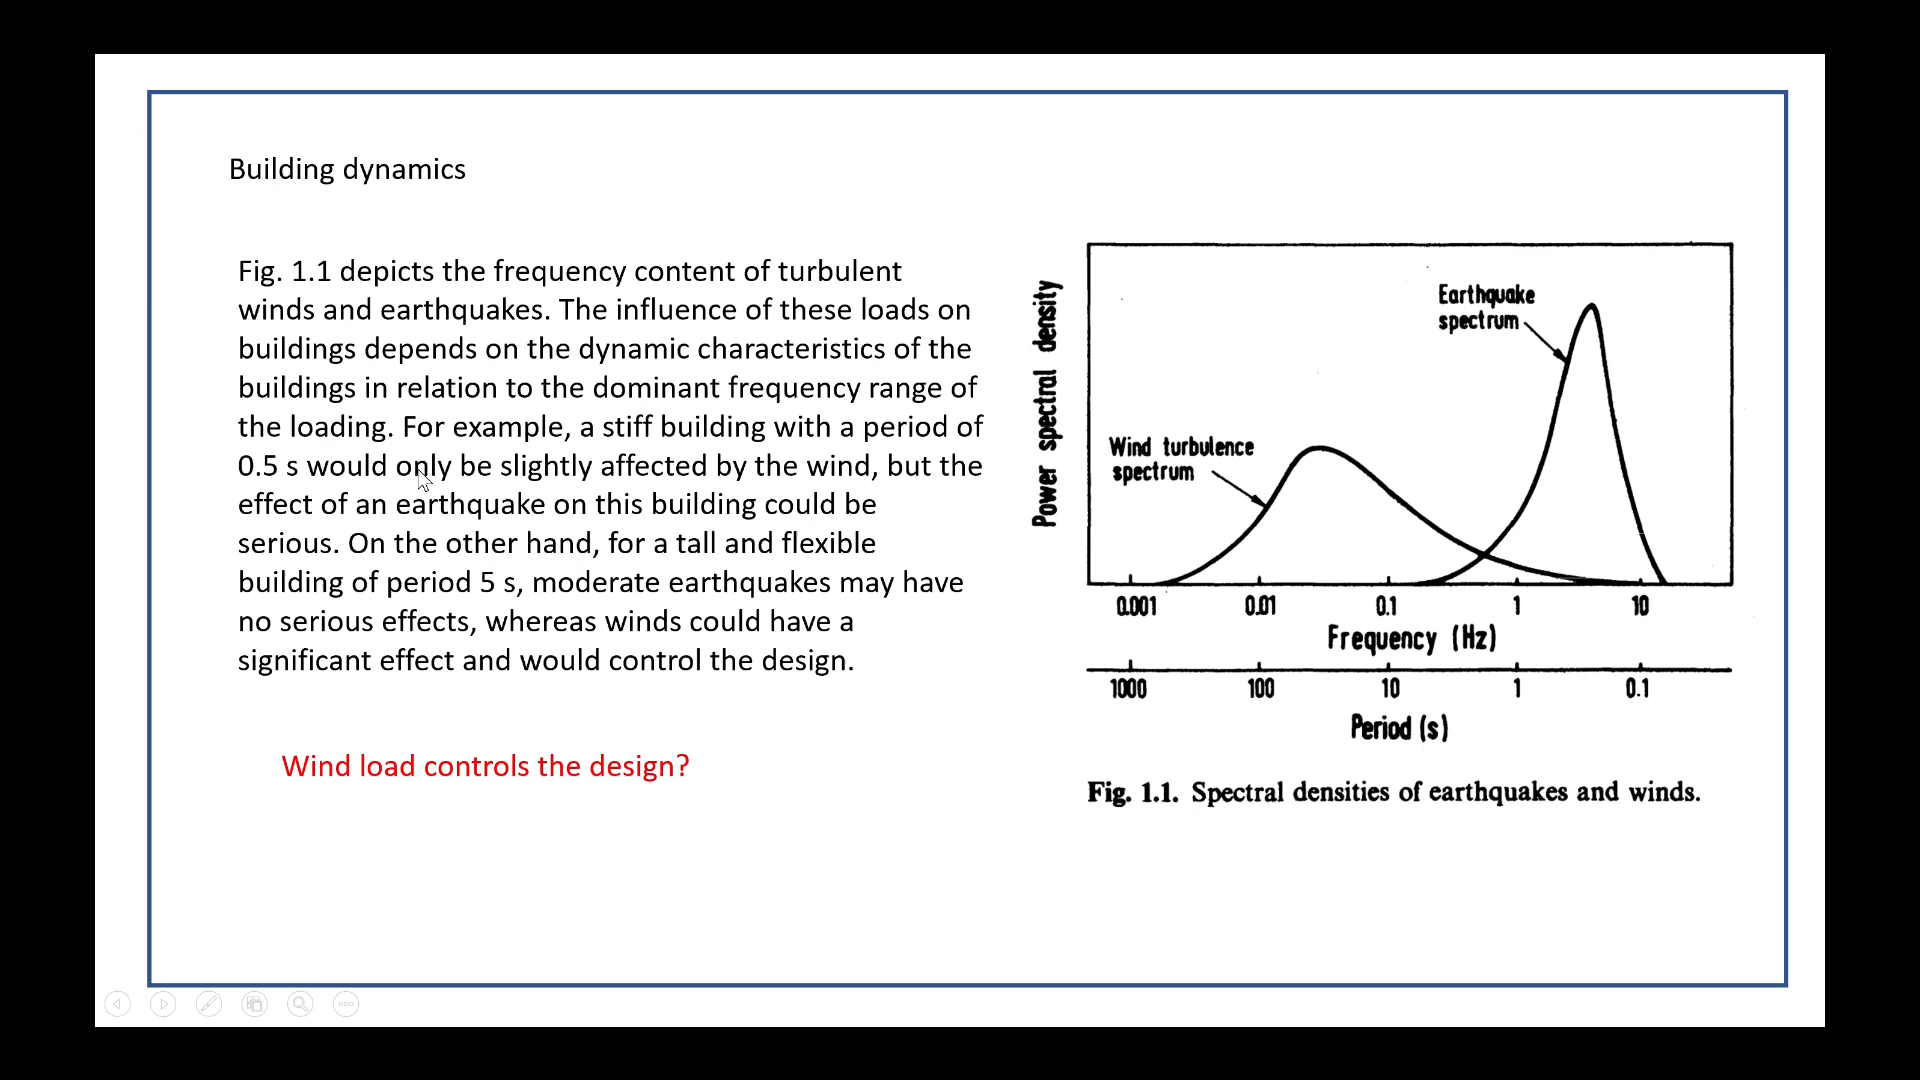 Building dynamics
Fig. 1.1 depicts the frequency content of turbulent
winds and earthquakes. The influence of these loads on
buildings depends on the dynamic characteristics of the
buildings in relation to the dominant frequency range of
the loading. For example, a stiff building with a period of
0.5 s would only be slightly affected by the wind, but the
effect of an earthquake on this building could be
serious. On the other hand, for a tall and flexible
building of period 5 s, moderate earthquakes may have
no serious effects, whereas winds could have a
significant effect and would control the design.
Wind load controls the design?
Power spectral density
Earthquake
spectrum
Wind turbulence
spectrum
0.001 0.01 0.1 1 10
Frequency (Hz)
1000 100 10 1 0.1
Period (s)
Fig. 1.1. Spectral densities of earthquakes and winds.